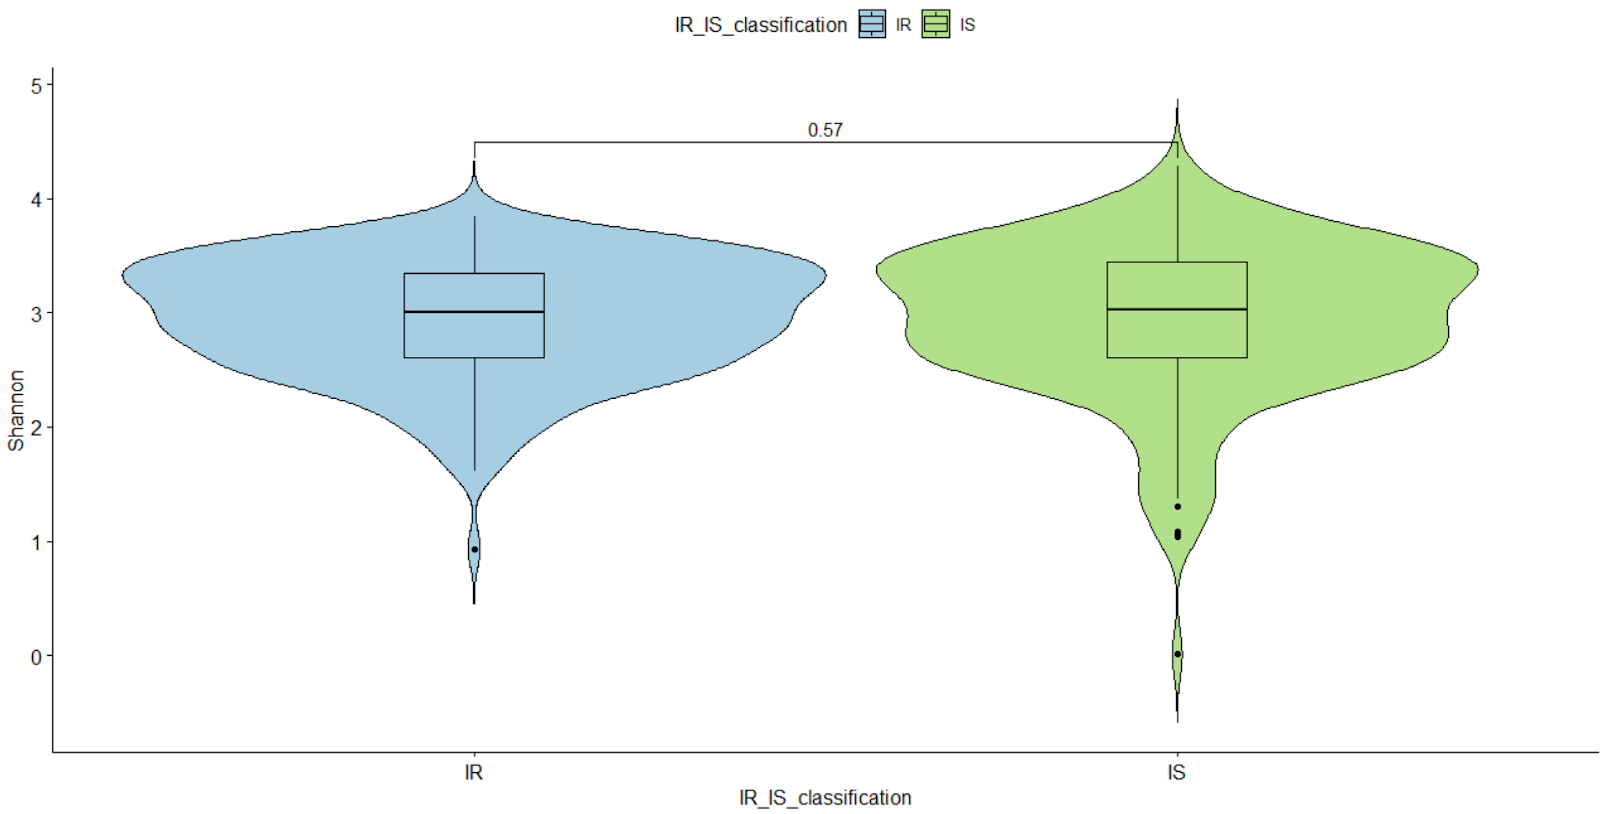 IR_IS_classification IR IS
5
0.57
4
3
Shannon
2
1
0
IR IS
IR_IS_classification